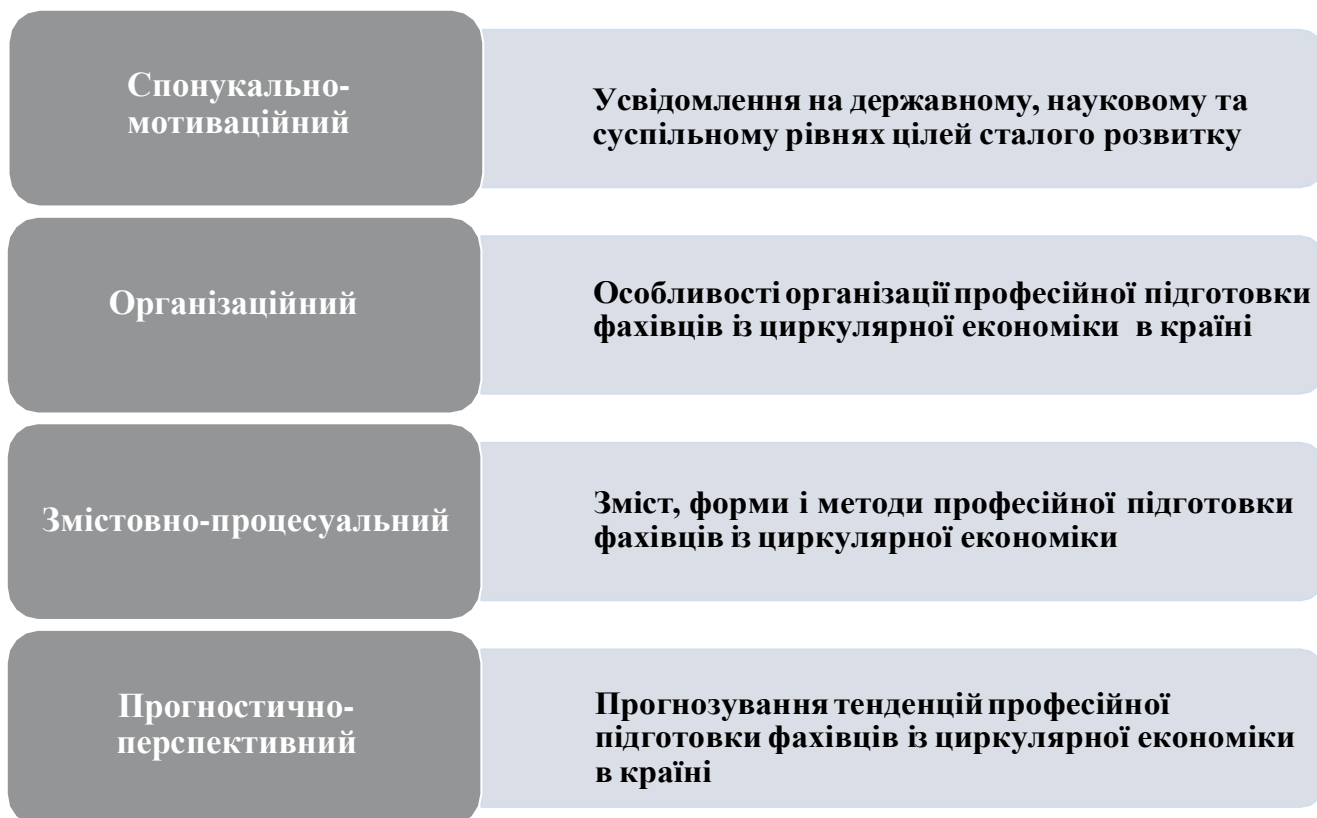 Спонукально-
мотиваційний
Усвідомлення на державному, науковому та
суспільному рівнях цілей сталого розвитку
Організаційний
Особливості організації професійної підготовки
фахівців із циркулярної економіки в країні
Змістовно-процесуальний
Зміст, форми і методи професійної підготовки
фахівців із циркулярної економіки
Прогностично-
перспективний
Прогнозування тенденцій професійної
підготовки фахівців із циркулярної економіки
в країні